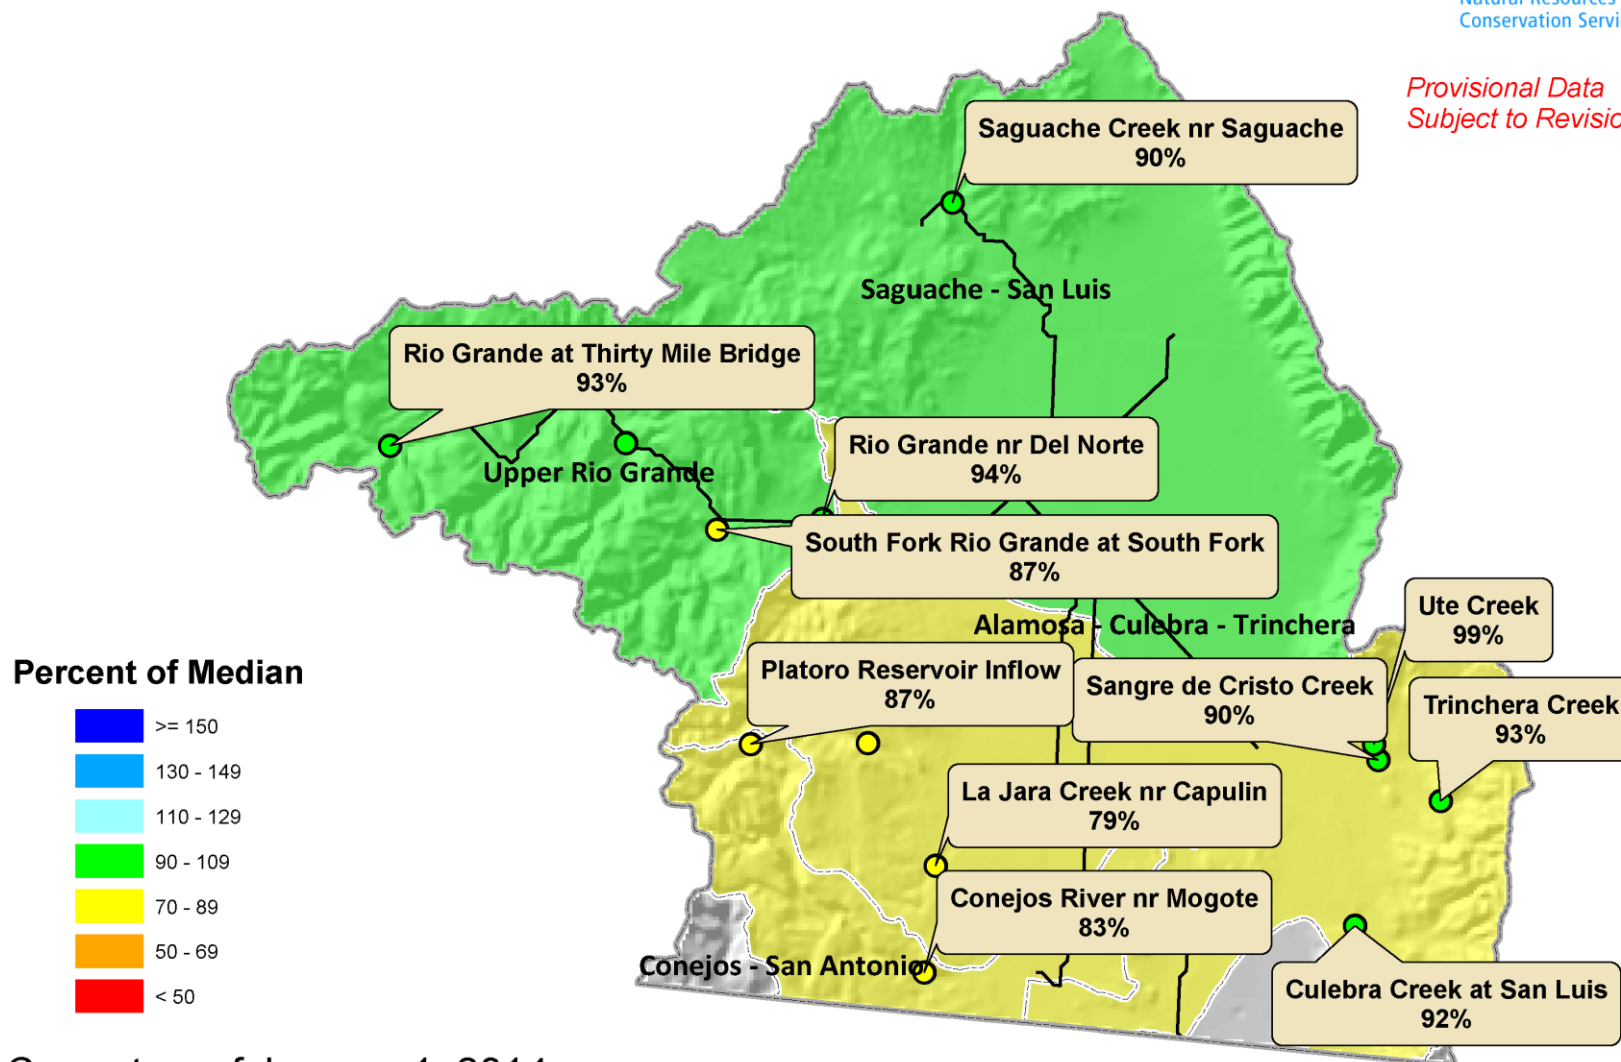 Conservation Servi
Provisional Data
Subject to Revisio
Saguache Creek nr Saguache
90%
Saguache - San Luis
Rio Grande at Thirty Mile Bridge
93%
Rio Grande nr Del Norte
94%
Upper Rio Grande
South Fork Rio Grande at South Fork
87%
Ute Creek
99%
Alamosa - Culebra - Trinchera
Platoro Reservoir Inflow
87%
Sangre de Cristo Creek
90%
Trinchera Creek
93%
La Jara Creek nr Capulin
79%
Conejos River nr Mogote
83%
Conejos - San Antonio
Culebra Creek at San Luis
92%
Percent of Median
>= 150
130 - 149
110 - 129
90 - 109
70 - 89
50 - 69
< 50